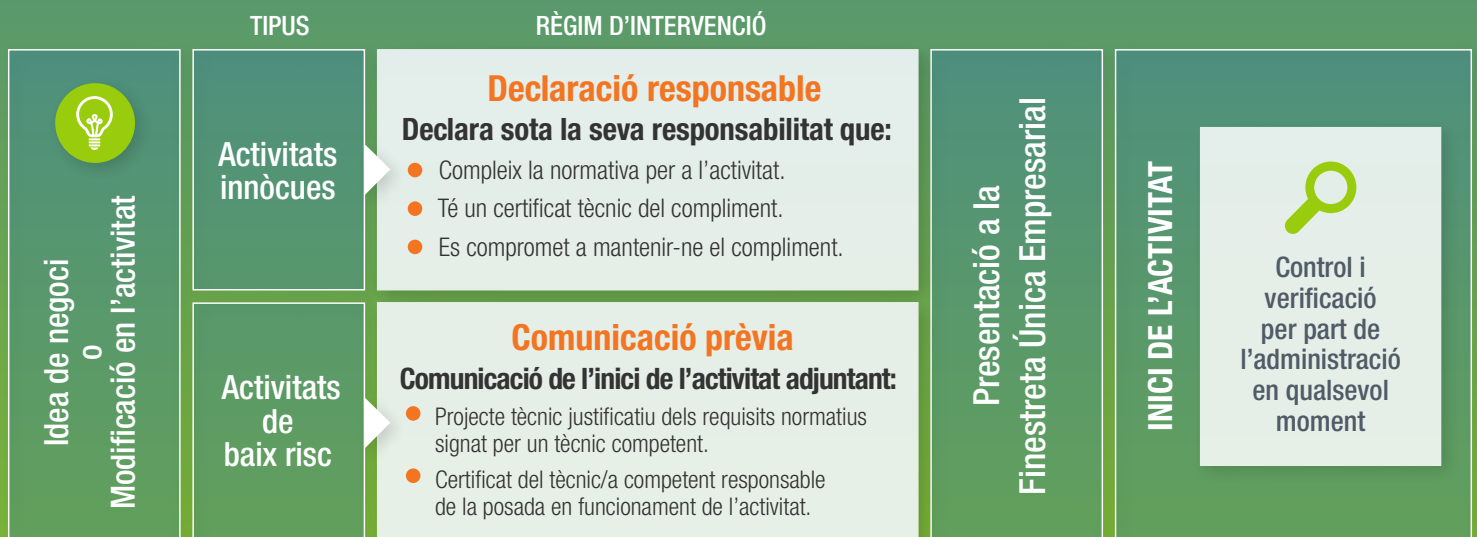 TIPUS
RÈGIM D'INTERVENCIÓ
Idea de negoci
o
Modificació en l'activitat
Activitats
innòcues
Declaració responsable
Declara sota la seva responsabilitat que:
Compleix la normativa per a l'activitat.
Té un certificat tècnic del compliment.
Es compromet a mantenir-ne el compliment.
Activitats
de
baix risc
Comunicació prèvia
Comunicació de l'inici de l'activitat adjuntant:
Projecte tècnic justificatiu dels requisits normatius
signat per un tècnic competent.
Certificat del tècnic/a competent responsable
de la posada en funcionament de l'activitat.
Presentació a la
Finestreta Única Empresarial
INICI DE L'ACTIVITAT
Control i
verificació
per part de
l'administració
en qualsevol
moment